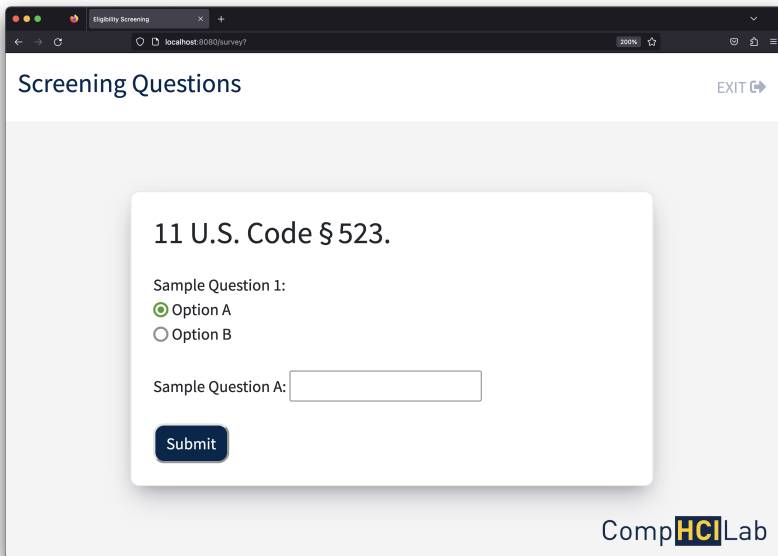 Eligibility Screening
localhost:8080/survey?
200%
Screening Questions
EXIT
11 U.S. Code § 523.
Sample Question 1:
Option A
Option B
Sample Question A:
Submit
CompHCILab